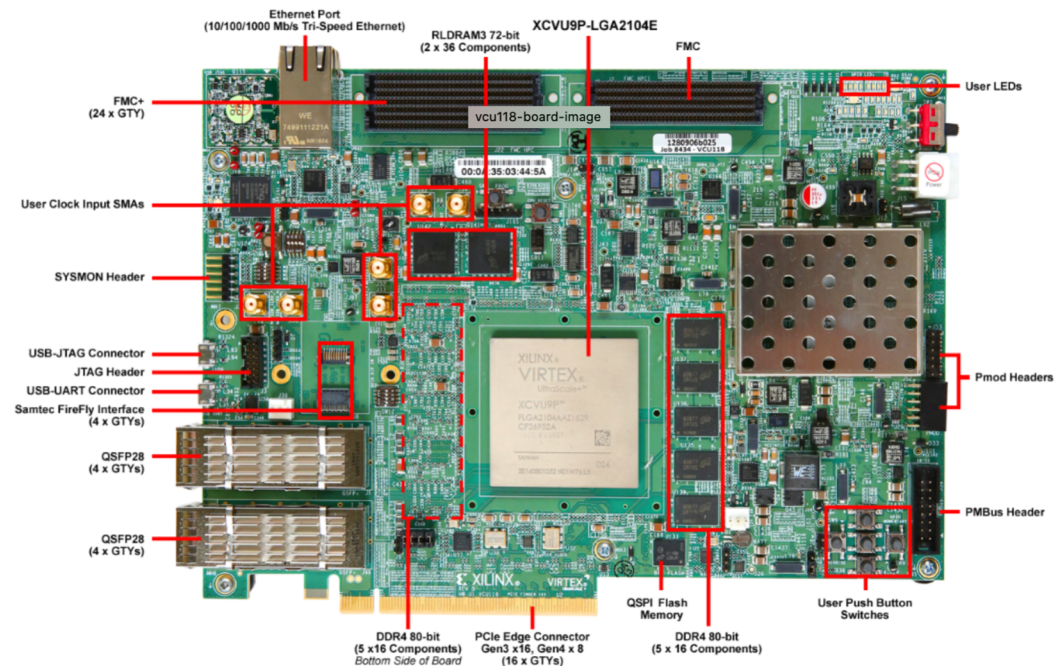 Ethernet Port
(10/100/1000 Mb/s Tri-Speed Ethernet)
RLDRAM3 72-bit
(2 x 36 Components)
XCVU9P-LGA2104E
FMC
User LEDs
FMC+
(24 x GTY)
WE
7499111221A
vcu118-board-image
1280906b025
Job 8434 - VCU118
00:0A:35:03:44:5A
Power
User Clock Input SMAs
SYSMON Header
USB-JTAG Connector
JTAG Header
USB-UART Connector
Samtec FireFly Interface
(4 x GTYs)
XILINX
VIRTEX
UltraScale+
XCVU9P
Pmod Headers
QSFP28
(4 x GTYs)
QSFP28
(4 x GTYs)
PMBus Header
XILINX
VIRTEX
DDR4 80-bit
(5 x16 Components)
Bottom Side of Board
PCIe Edge Connector
Gen3 x16, Gen4 x 8
(16 x GTYs)
QSPI Flash
Memory
DDR4 80-bit
(5 x 16 Components)
User Push Button
Switches